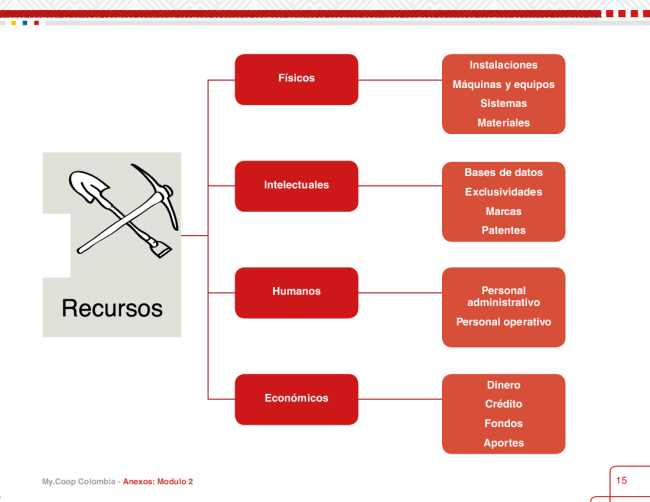 Recursos
Físicos
Instalaciones
Máquinas y equipos
Sistemas
Materiales
Intelectuales
Bases de datos
Exclusividades
Marcas
Patentes
Humanos
Personal
administrativo
Personal operativo
Económicos
Dinero
Crédito
Fondos
Aportes
My.Coop Colombia - Anexos: Modulo 2
15